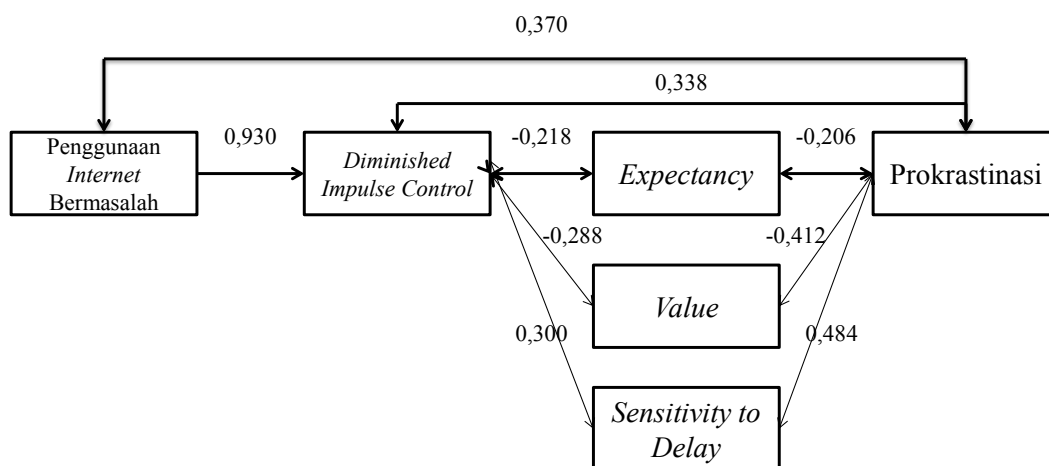 0,370
0,338
Penggunaan
Internet
Bermasalah
0,930
Diminished
Impulse Control
-0,218
Expectancy
-0,206
Prokrastinasi
-0,288
-0,412
Value
0,300
0,484
Sensitivity to
Delay